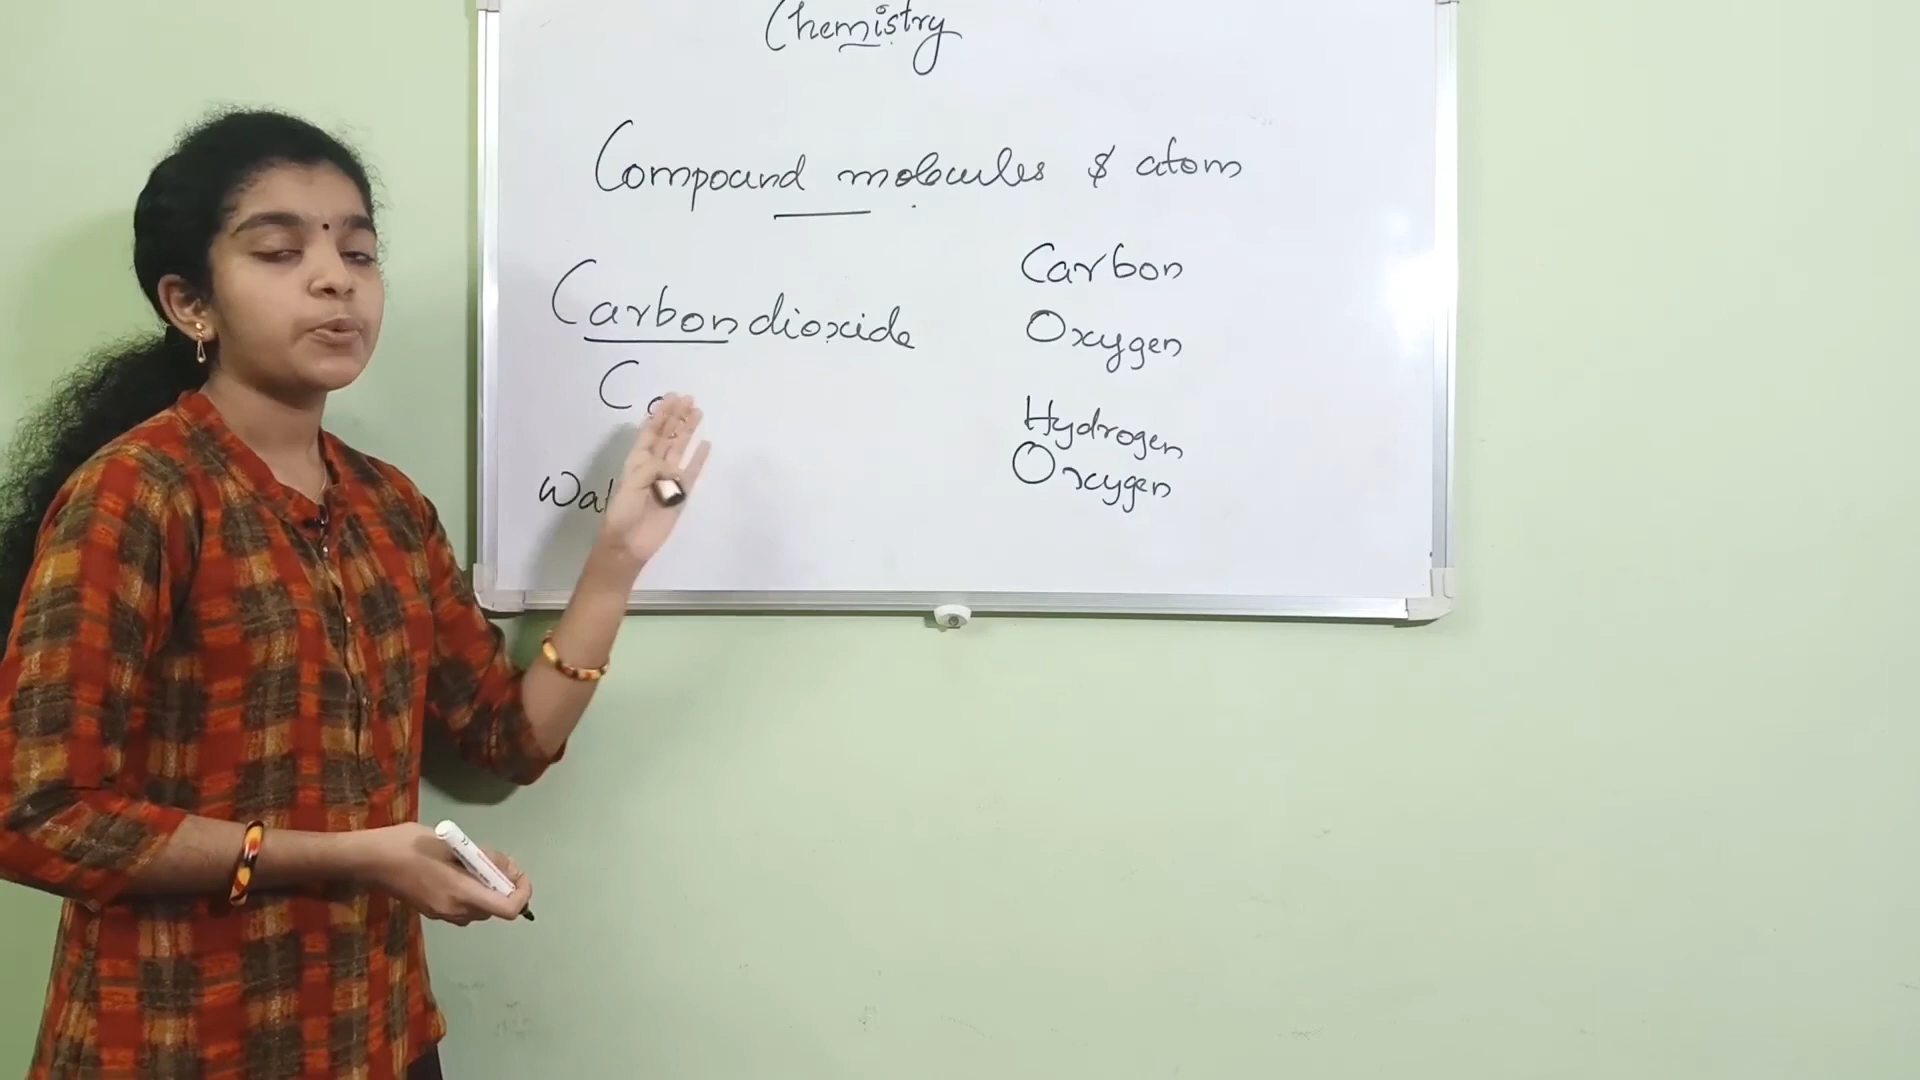 Chemistry
Compound molecules & atom
Carbondioxide
Carbon
Oxygen
Hydrogen
Oxygen